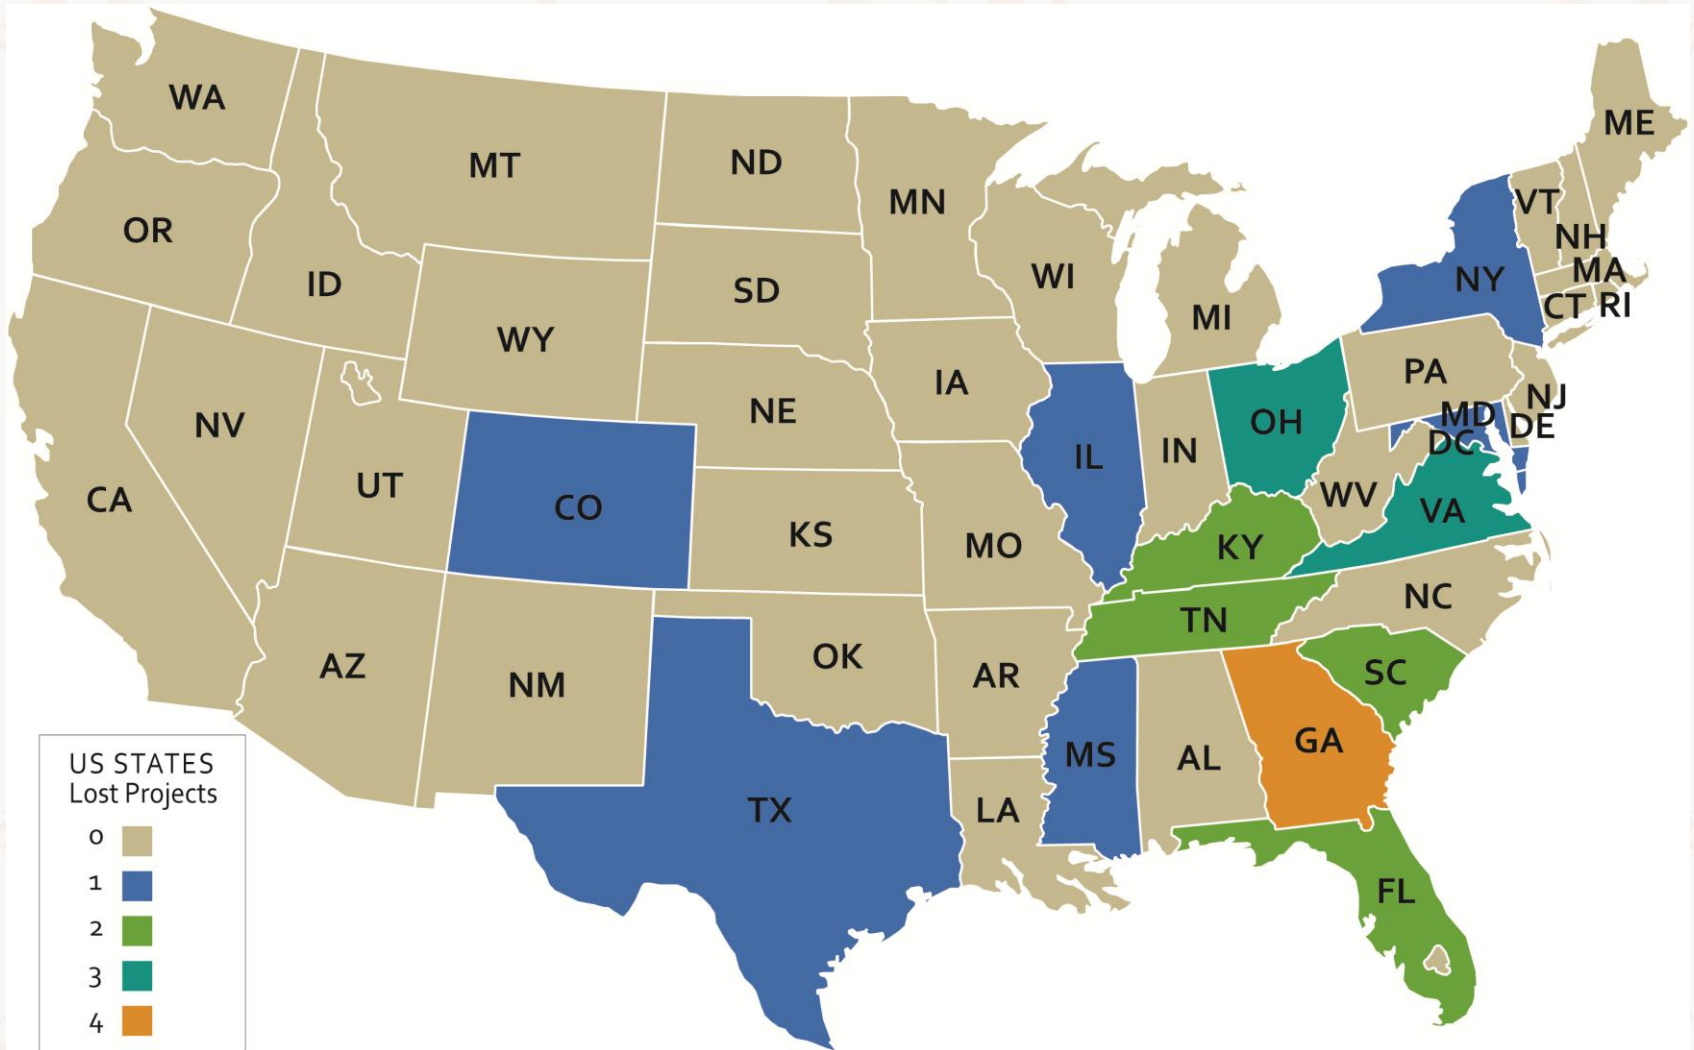 WA
MT
ND
MN
ME
VT
NH
OR
ID
SD
WI
MI
NY
MA
CT
RI
WY
IA
PA
NJ
NV
NE
IL
IN
OH
MD
DE
DC
CA
UT
CO
KS
MO
WV
VA
KY
AZ
NM
OK
AR
TN
NC
SC
TX
LA
MS
AL
GA
FL
US STATES
Lost Projects
0
1
2
3
4